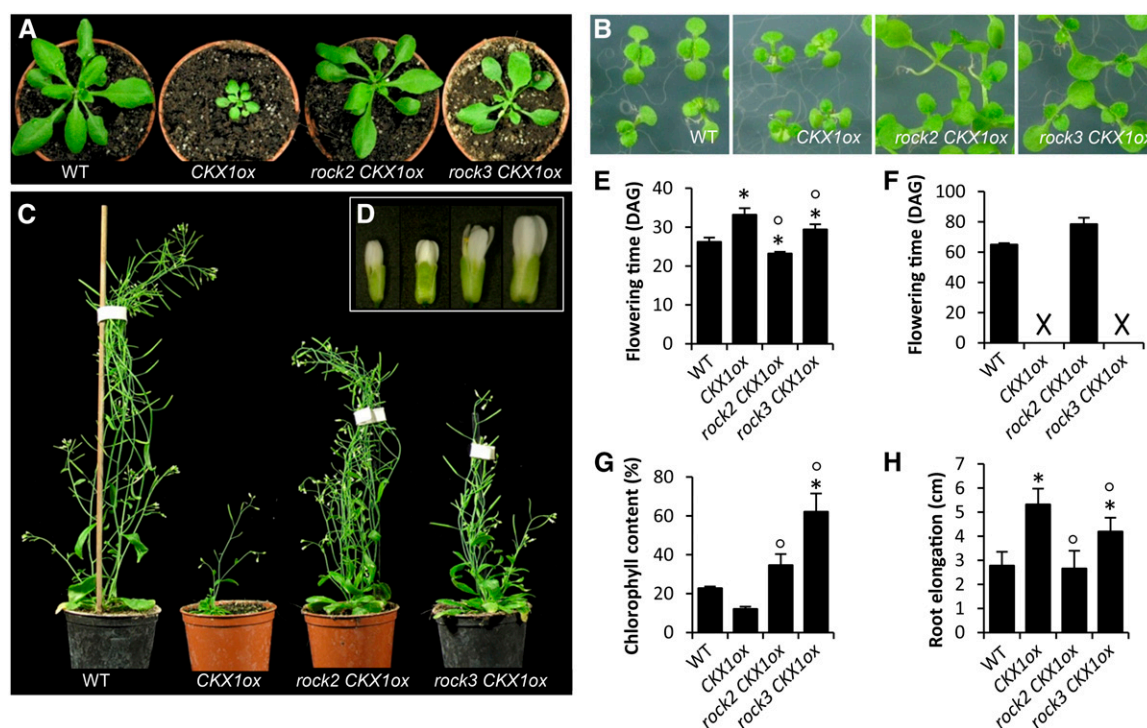 A
WT
CKX1ox
rock2 CKX1ox
rock3 CKX1ox
B
WT
CKX1ox
rock2 CKX1ox
rock3 CKX1ox
C
D
WT
CKX1ox
rock2 CKX1ox
rock3 CKX1ox
E
Flowering time (DAG)
40
30
20
10
0
*
○
*
○
*
WT
CKX1ox
rock2 CKX1ox
rock3 CKX1ox
F
Flowering time (DAG)
100
80
60
40
20
0
X
X
WT
CKX1ox
rock2 CKX1ox
rock3 CKX1ox
G
Chlorophyll content (%)
80
60
40
20
0
○
○
*
WT
CKX1ox
rock2 CKX1ox
rock3 CKX1ox
H
Root elongation (cm)
7
6
5
4
3
2
1
0
*
○
○
*
WT
CKX1ox
rock2 CKX1ox
rock3 CKX1ox